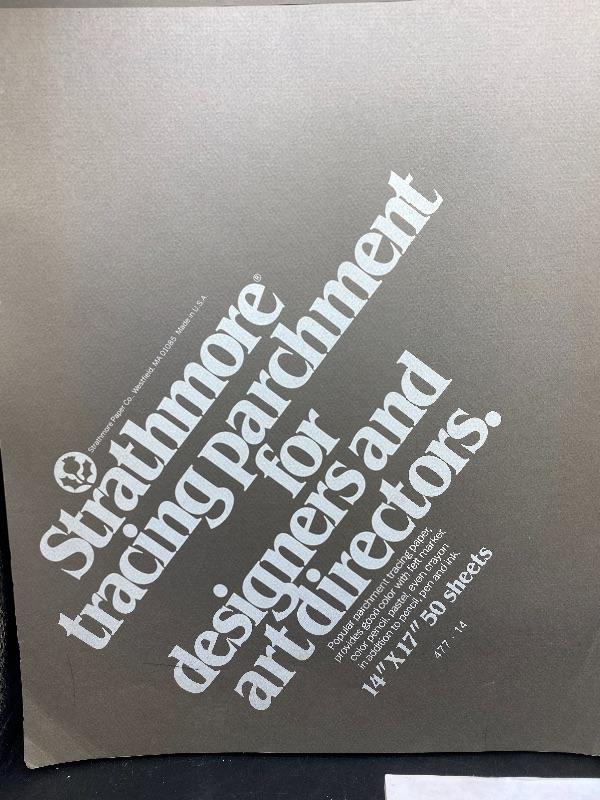 Strathmore Paper Co., Westfield, MA 01085 Made in U.S.A.
Strathmore®
tracing parchment
for
designers and
art directors.
Popular parchment tracing paper,
provides good color with felt marker,
color pencil, pastel, even crayon
in addition to pencil, pen and ink.
14" X 17" 50 sheets
477 - 14